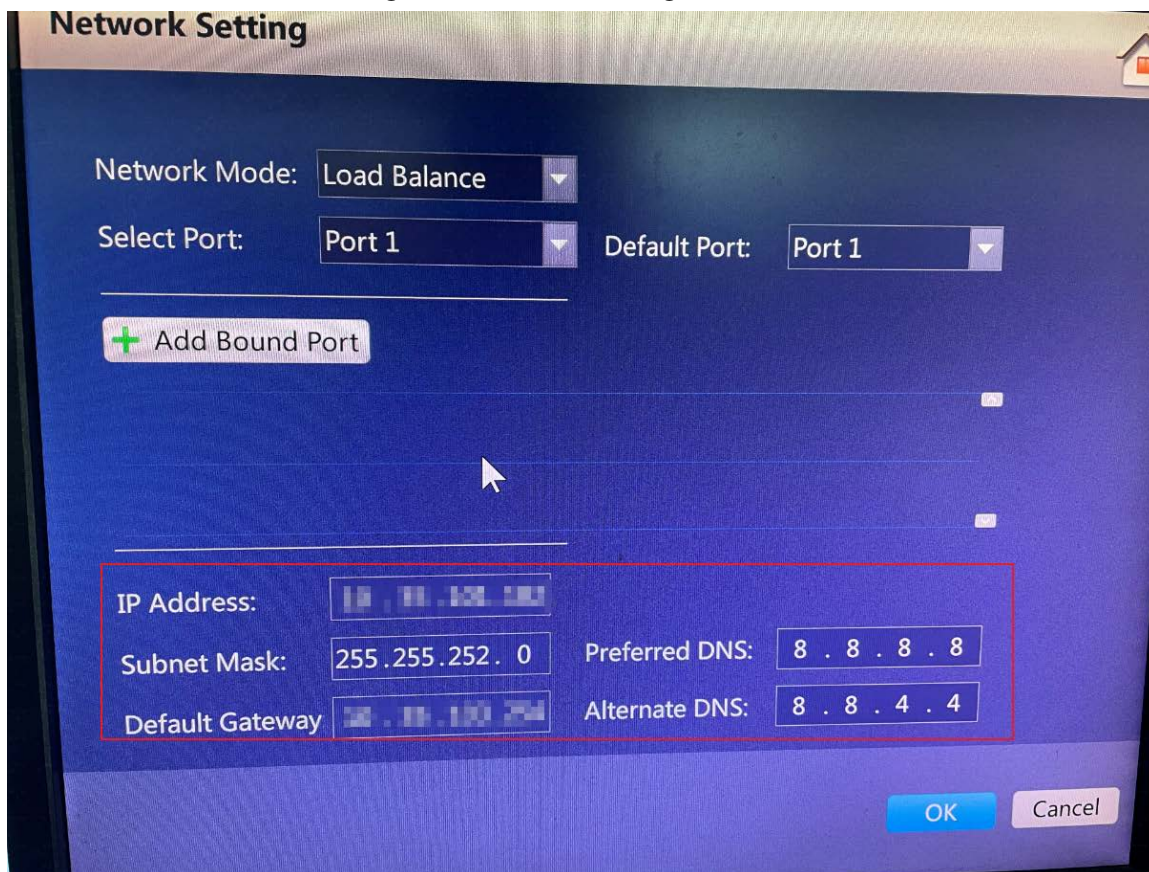 Network Setting
Network Mode: Load Balance
Select Port: Port 1 Default Port: Port 1
Add Bound Port
IP Address:
Subnet Mask: 255.255.252. 0 Preferred DNS: 8 . 8 . 8 . 8
Default Gateway Alternate DNS: 8 . 8 . 4 . 4
OK Cancel